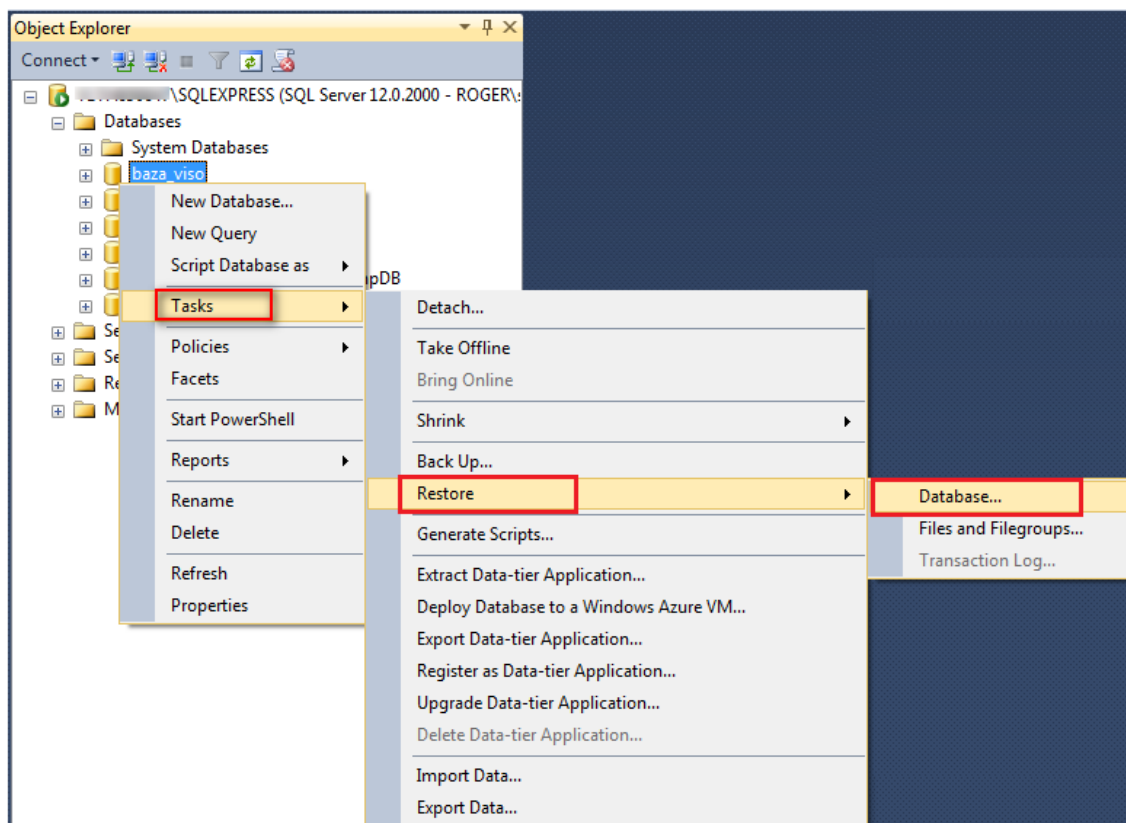 Object Explorer
Connect
\SQLEXPRESS (SQL Server 12.0.2000 - ROGER\
Databases
System Databases
baza_viso
New Database...
New Query
Script Database as
pDB
Tasks
Policies
Facets
Start PowerShell
Reports
Rename
Delete
Refresh
Properties
Se
Se
Re
M
Detach...
Take Offline
Bring Online
Shrink
Back Up...
Restore
Generate Scripts...
Extract Data-tier Application...
Deploy Database to a Windows Azure VM...
Export Data-tier Application...
Register as Data-tier Application...
Upgrade Data-tier Application...
Delete Data-tier Application...
Import Data...
Export Data...
Database...
Files and Filegroups...
Transaction Log...